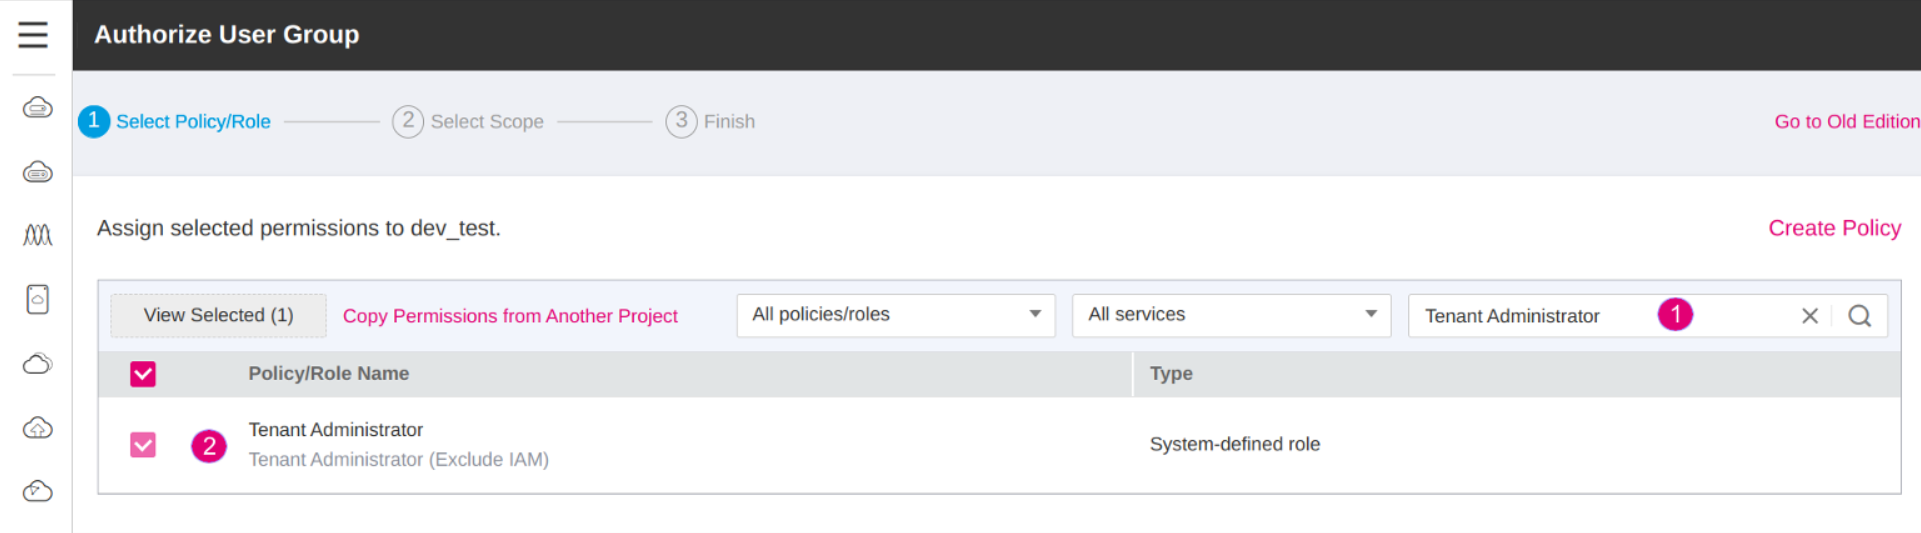 Authorize User Group
1 Select Policy/Role 2 Select Scope 3 Finish Go to Old Edition
Assign selected permissions to dev_test. Create Policy
View Selected (1) Copy Permissions from Another Project All policies/roles All services Tenant Administrator 1
Policy/Role Name Type
2 Tenant Administrator System-defined role
Tenant Administrator (Exclude IAM)